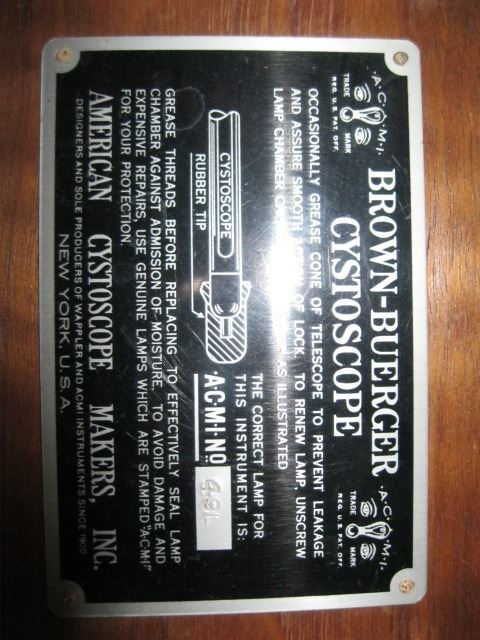 ·A·C·M·I·
TRADE MARK
REG. U.S. PAT. OFF.
BROWN-BUERGER
CYSTOSCOPE
·A·C·M·I·
TRADE MARK
REG. U.S. PAT. OFF.
OCCASIONALLY GREASE CONE OF TELESCOPE TO PREVENT LEAKAGE
AND ASSURE SMOOTH ACTION OF LOCK. TO RENEW LAMP, UNSCREW
LAMP CHAMBER AS ILLUSTRATED
CYSTOSCOPE
RUBBER TIP
THE CORRECT LAMP FOR
THIS INSTRUMENT IS:
·A·C·M·I· NO.
GREASE THREADS BEFORE REPLACING TO EFFECTIVELY SEAL LAMP
CHAMBER AGAINST ADMISSION OF MOISTURE. TO AVOID DAMAGE AND
EXPENSIVE REPAIRS, USE GENUINE LAMPS WHICH ARE STAMPED "A·C·M·I"
FOR YOUR PROTECTION.
AMERICAN CYSTOSCOPE MAKERS, INC.
DESIGNERS AND SOLE PRODUCERS OF WAPPLER AND ACMI INSTRUMENTS SINCE 1900
NEW YORK, U.S.A.